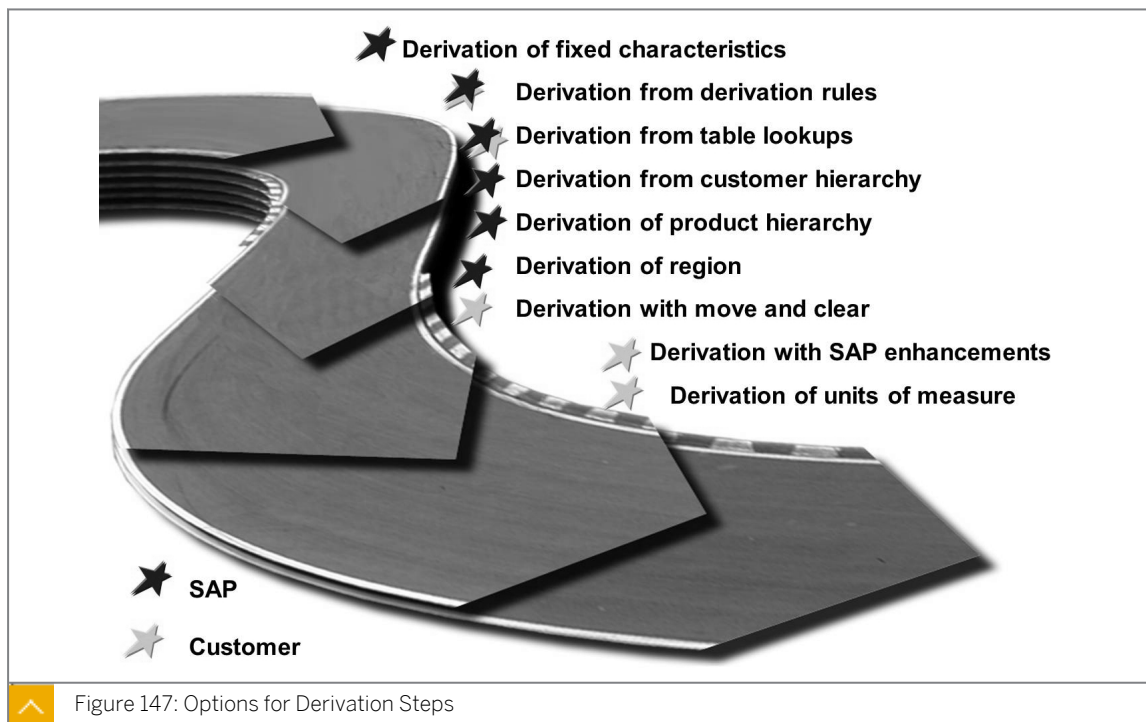 Derivation of fixed characteristics
Derivation from derivation rules
Derivation from table lookups
Derivation from customer hierarchy
Derivation of product hierarchy
Derivation of region
Derivation with move and clear
Derivation with SAP enhancements
Derivation of units of measure
SAP
Customer
Figure 147: Options for Derivation Steps